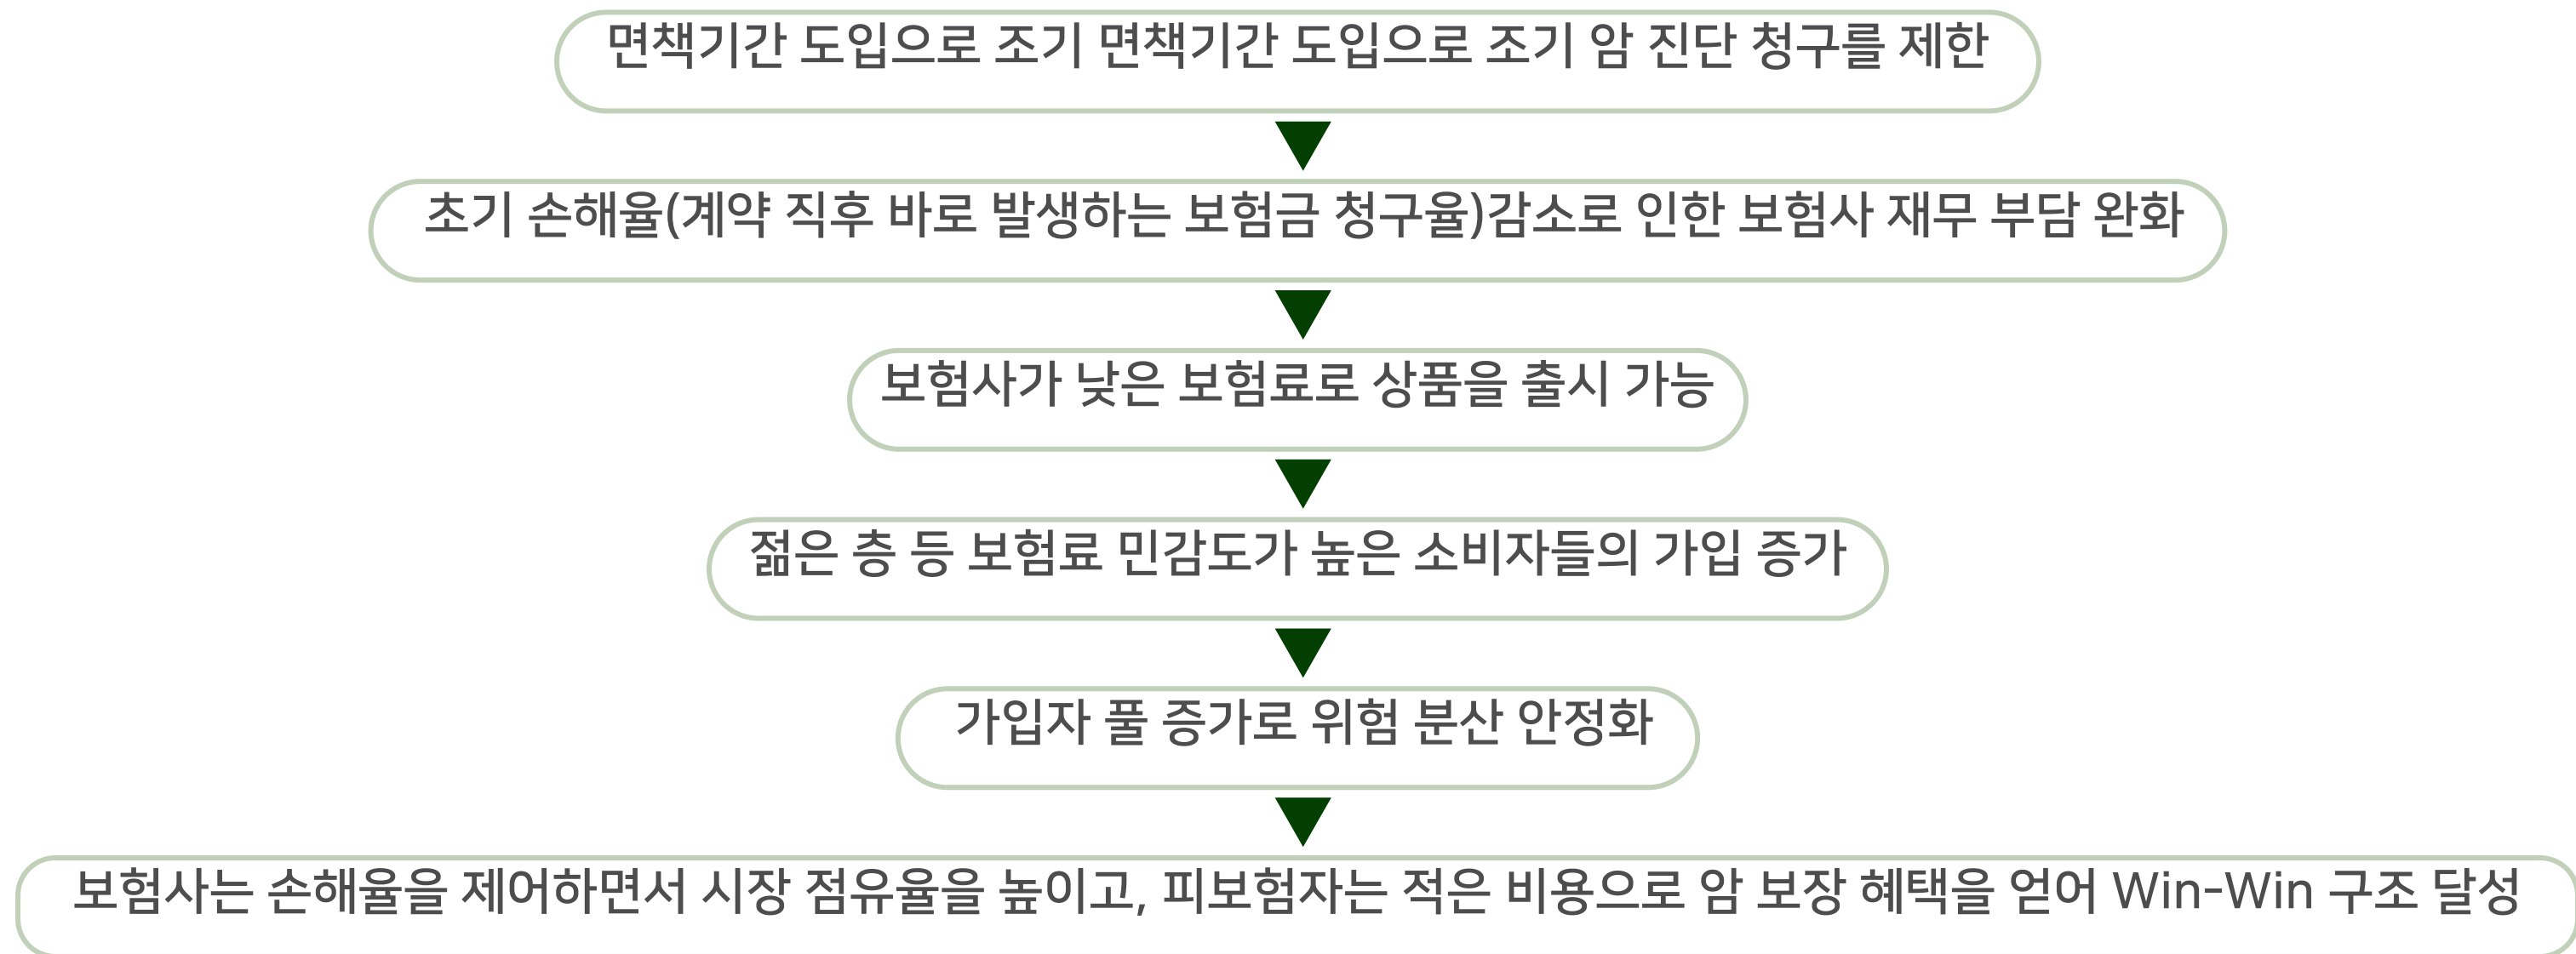 면책기간 도입으로 조기 면책기간 도입으로 조기 암 진단 청구를 제한
초기 손해율(계약 직후 바로 발생하는 보험금 청구율)감소로 인한 보험사 재무 부담 완화
보험사가 낮은 보험료로 상품을 출시 가능
젊은 층 등 보험료 민감도가 높은 소비자들의 가입 증가
가입자 풀 증가로 위험 분산 안정화
보험사는 손해율을 제어하면서 시장 점유율을 높이고, 피보험자는 적은 비용으로 암 보장 혜택을 얻어 Win-Win 구조 달성